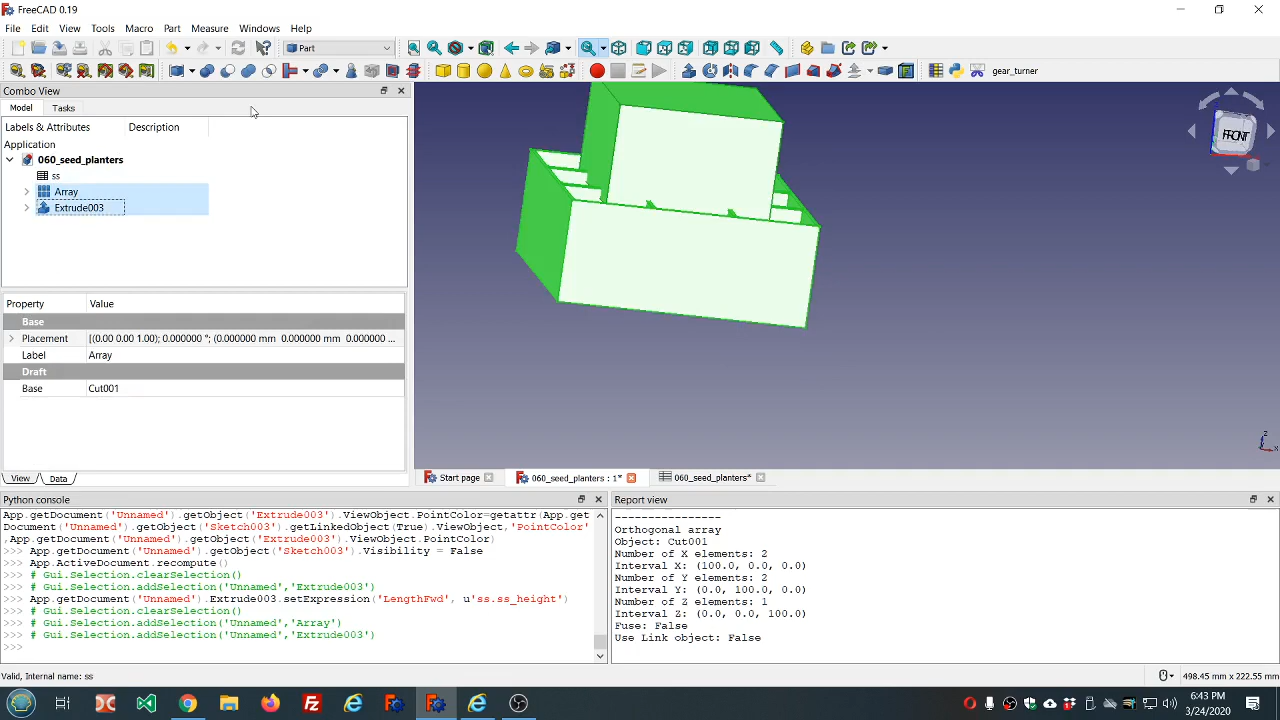 FreeCAD 0.19
File Edit View Tools Macro Part Measure Windows Help
Part
gear_turner
Combo View
Model Tasks
Labels & Attributes Description
Application
060_seed_planters
ss
Array
Extrude003
FRONT
Property Value
Base
Placement [(0.00 0.00 1.00); 0.000000 °; (0.000000 mm 0.000000 mm 0.000000 ...
Label Array
Draft
Base Cut001
Z
X
View Data
Start page 060_seed_planters : 1* 060_seed_planters*
Python console
App.getDocument('Unnamed').getObject('Extrude003').ViewObject.PointColor=getattr(App.get
Document('Unnamed').getObject('Sketch003').getLinkedObject(True).ViewObject,'PointColor'
,App.getDocument('Unnamed').getObject('Extrude003').ViewObject.PointColor)
>>> App.getDocument('Unnamed').getObject('Sketch003').Visibility = False
>>> App.ActiveDocument.recompute()
>>> # Gui.Selection.clearSelection()
>>> # Gui.Selection.addSelection('Unnamed','Extrude003')
>>> App.getDocument('Unnamed').Extrude003.setExpression('LengthFwd', u'ss.ss_height')
>>> # Gui.Selection.clearSelection()
>>> # Gui.Selection.addSelection('Unnamed','Array')
>>> # Gui.Selection.addSelection('Unnamed','Extrude003')
>>>
Report view
----------------
Orthogonal array
Object: Cut001
Number of X elements: 2
Interval X: (100.0, 0.0, 0.0)
Number of Y elements: 2
Interval Y: (0.0, 100.0, 0.0)
Number of Z elements: 1
Interval Z: (0.0, 0.0, 100.0)
Fuse: False
Use Link object: False
Valid, Internal name: ss
498.45 mm x 222.55 mm
6:43 PM
3/24/2020